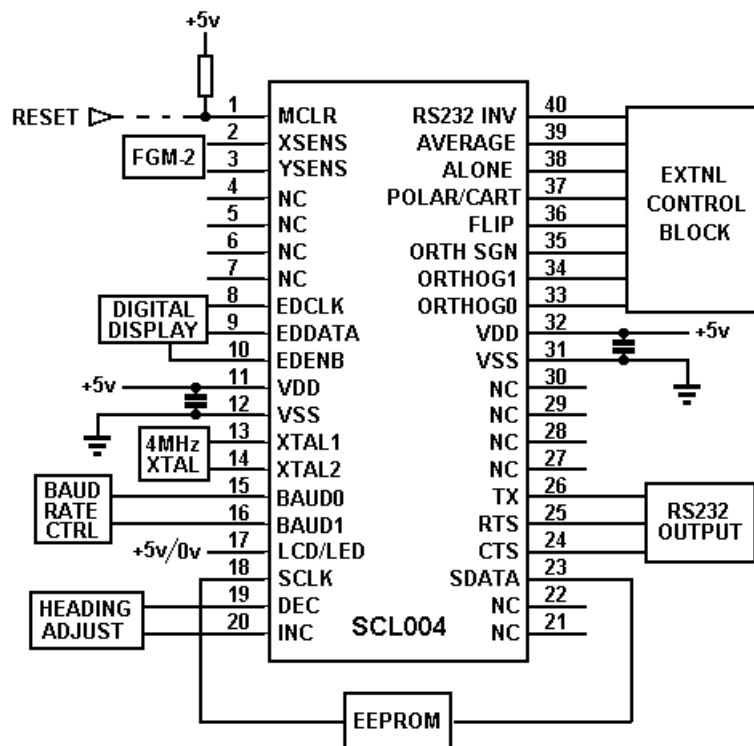 +5v
RESET
1 MCLR RS232 INV 40
2 XSENS AVERAGE 39
FGM-2
3 YSENS ALONE 38
4 NC POLAR/CART 37
5 NC FLIP 36
6 NC ORTH SGN 35
7 NC ORTHOG1 34
8 EDCLK ORTHOG0 33
EXTNL
CONTROL
BLOCK
DIGITAL
DISPLAY
9 EDDATA VDD 32
+5v
10 EDENB VSS 31
+5v
11 VDD NC 30
12 VSS NC 29
13 XTAL1 NC 28
4MHz
XTAL
14 XTAL2 NC 27
15 BAUD0 TX 26
BAUD
RATE
CTRL
16 BAUD1 RTS 25
RS232
OUTPUT
+5v/0v
17 LCD/LED CTS 24
18 SCLK SDATA 23
19 DEC NC 22
HEADING
ADJUST
20 INC NC 21
SCL004
EEPROM